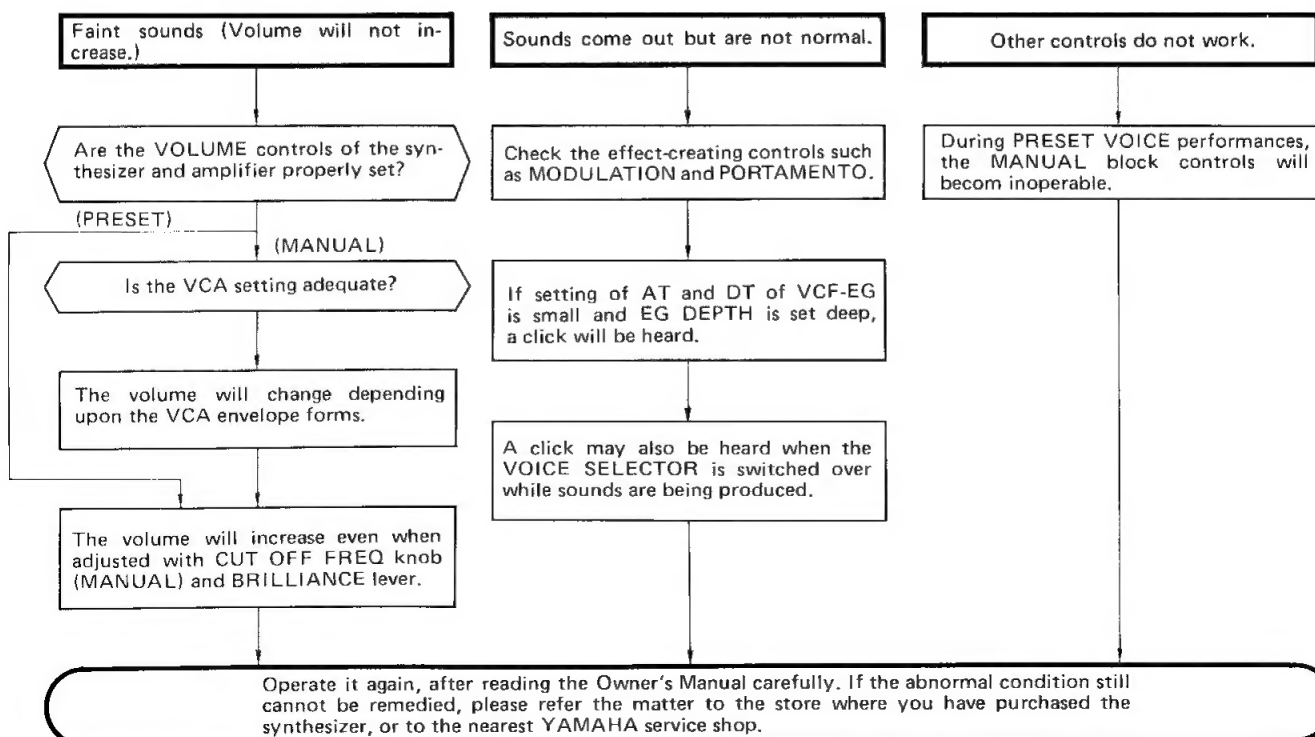 Faint sounds (Volume will not in-
crease.)
Are the VOLUME controls of the syn-
thesizer and amplifier properly set?
(PRESET)
(MANUAL)
Is the VCA setting adequate?
The volume will change depending
upon the VCA envelope forms.
The volume will increase even when
adjusted with CUT OFF FREQ knob
(MANUAL) and BRILLIANCE lever.
Sounds come out but are not normal.
Check the effect-creating controls such
as MODULATION and PORTAMENTO.
If setting of AT and DT of VCF-EG
is small and EG DEPTH is set deep,
a click will be heard.
A click may also be heard when the
VOICE SELECTOR is switched over
while sounds are being produced.
Other controls do not work.
During PRESET VOICE performances,
the MANUAL block controls will
becom inoperable.
Operate it again, after reading the Owner's Manual carefully. If the abnormal condition still
cannot be remedied, please refer the matter to the store where you have purchased the
synthesizer, or to the nearest YAMAHA service shop.